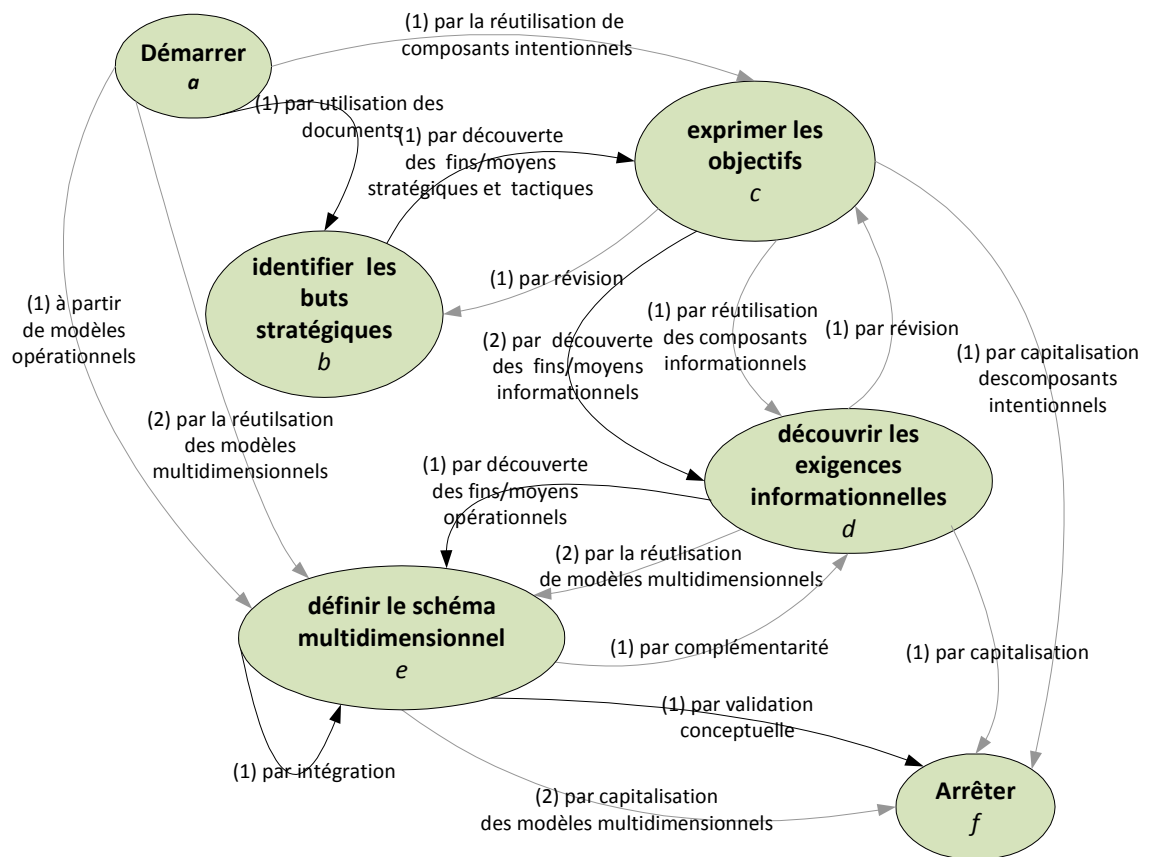 (1) par la réutilisation de
composants intentionnels
Démarrer
a
(1) par utilisation des
documents
(1) par découverte
des fins/moyens
stratégiques et tactiques
exprimer les
objectifs
c
identifier les
buts
stratégiques
b
(1) par révision
(1) à partir
de modèles
opérationnels
(2) par découverte
des fins/moyens
informationnels
(1) par réutilisation
des composants
informationnels
(1) par révision
(1) par capitalisation
descomposants
intentionnels
(2) par la réutilsation
des modèles
multidimensionnels
découvrir les
exigences
informationnelles
d
(1) par découverte
des fins/moyens
opérationnels
(2) par la réutlisation
de modèles multidimensionnels
définir le schéma
multidimensionnel
e
(1) par complémentarité
(1) par capitalisation
(1) par validation
conceptuelle
(1) par intégration
(2) par capitalisation
des modèles multidimensionnels
Arrêter
f